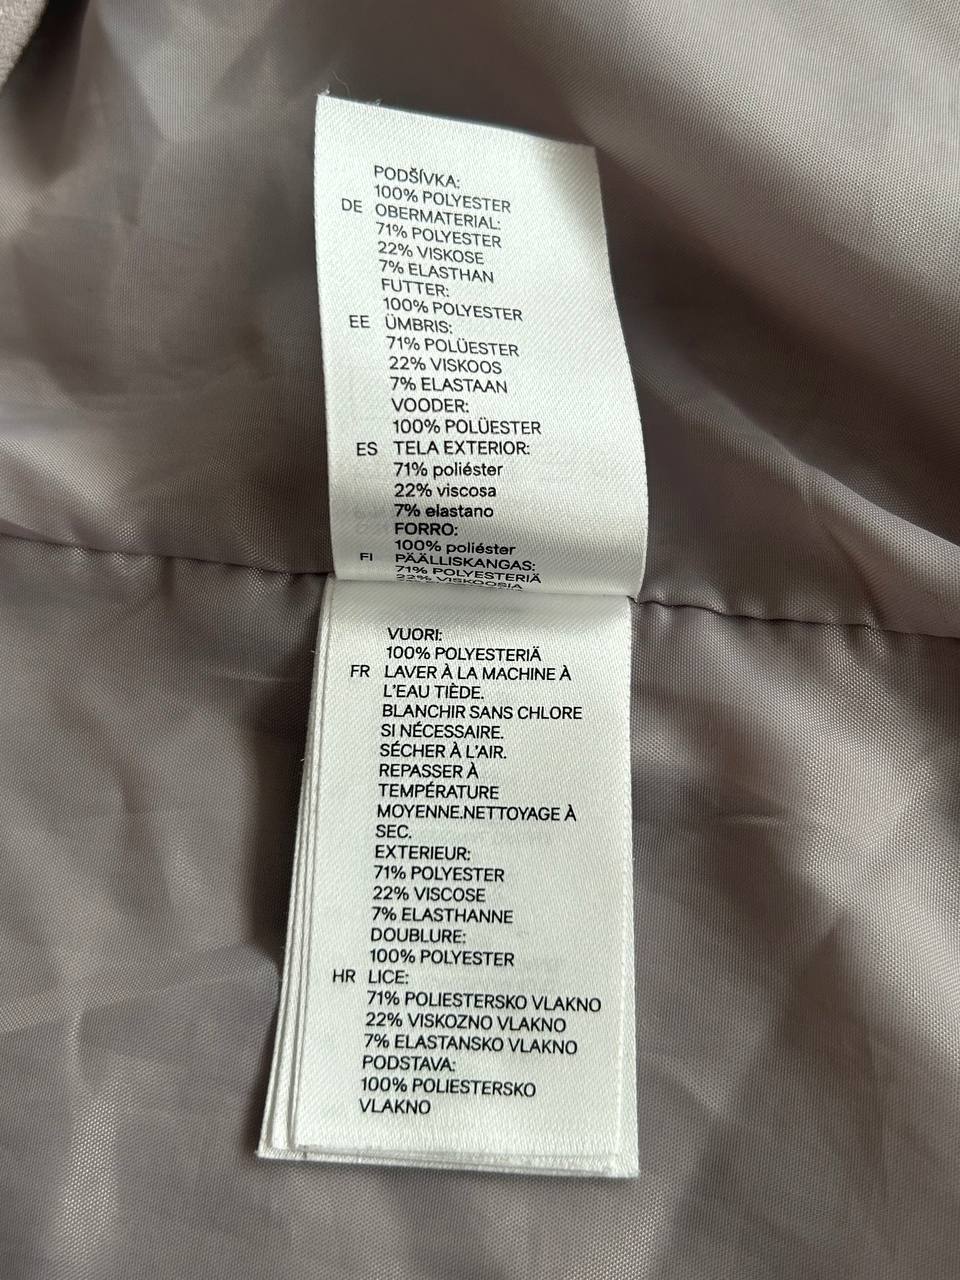 PODŠÍVKA:
100% POLYESTER
DE OBERMATERIAL:
71% POLYESTER
22% VISKOSE
7% ELASTHAN
FUTTER:
100% POLYESTER
EE ÜMBRIS:
71% POLÜESTER
22% VISKOOS
7% ELASTAAN
VOODER:
100% POLÜESTER
ES TELA EXTERIOR:
71% poliéster
22% viscosa
7% elastano
FORRO:
100% poliéster
FI PÄÄLLISKANGAS:
71% POLYESTERIÄ
22% VISKOOSIA
VUORI:
100% POLYESTERIÄ
FR LAVER À LA MACHINE À
L'EAU TIÈDE.
BLANCHIR SANS CHLORE
SI NÉCESSAIRE.
SÉCHER À L'AIR.
REPASSER À
TEMPÉRATURE
MOYENNE.NETTOYAGE À
SEC.
EXTERIEUR:
71% POLYESTER
22% VISCOSE
7% ELASTHANNE
DOUBLURE:
100% POLYESTER
HR LICE:
71% POLIESTERSKO VLAKNO
22% VISKOZNO VLAKNO
7% ELASTANSKO VLAKNO
PODSTAVA:
100% POLIESTERSKO
VLAKNO